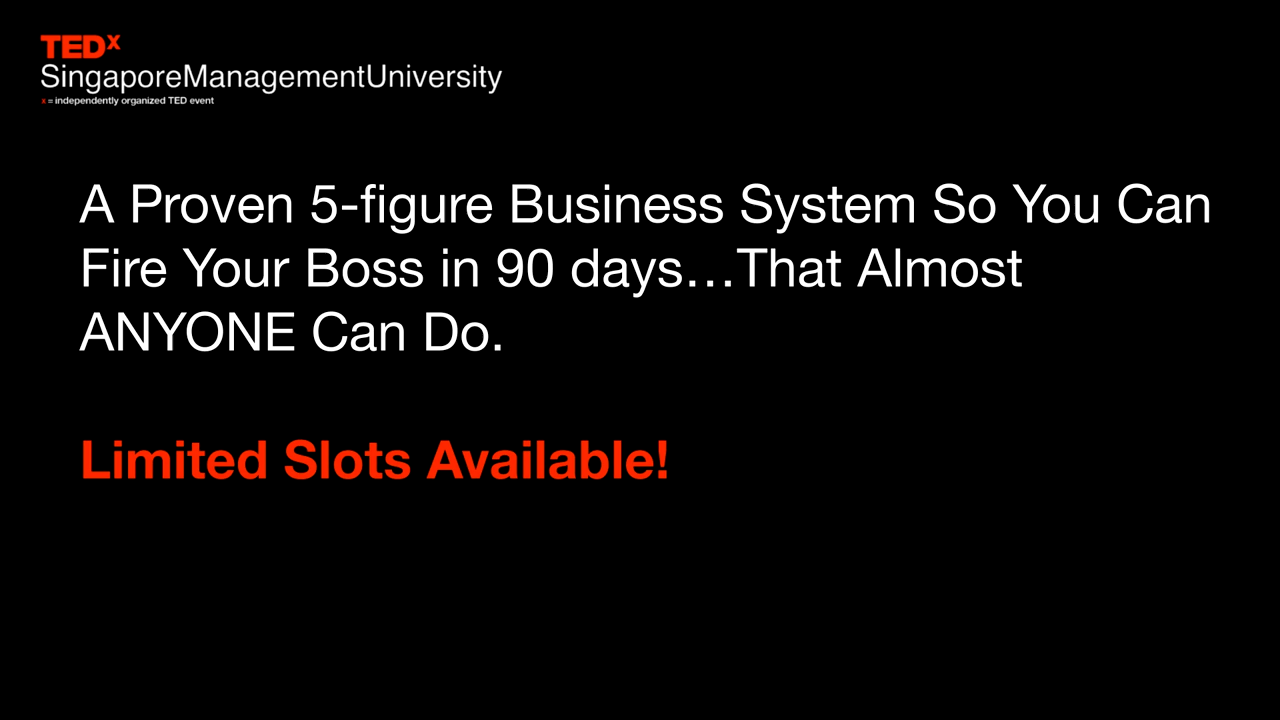 TEDx
SingaporeManagementUniversity
x = independently organized TED event
A Proven 5-figure Business System So You Can
Fire Your Boss in 90 days…That Almost
ANYONE Can Do.
Limited Slots Available!